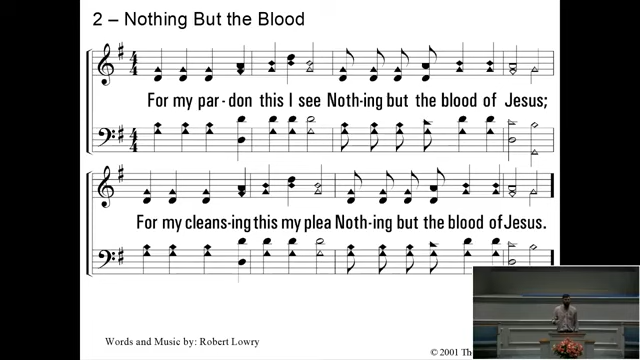 2 – Nothing But the Blood
For my par-don this I see Noth-ing but the blood of Jesus;
For my cleans-ing this my plea Noth-ing but the blood of Jesus.
Words and Music by: Robert Lowry
© 2001 Th